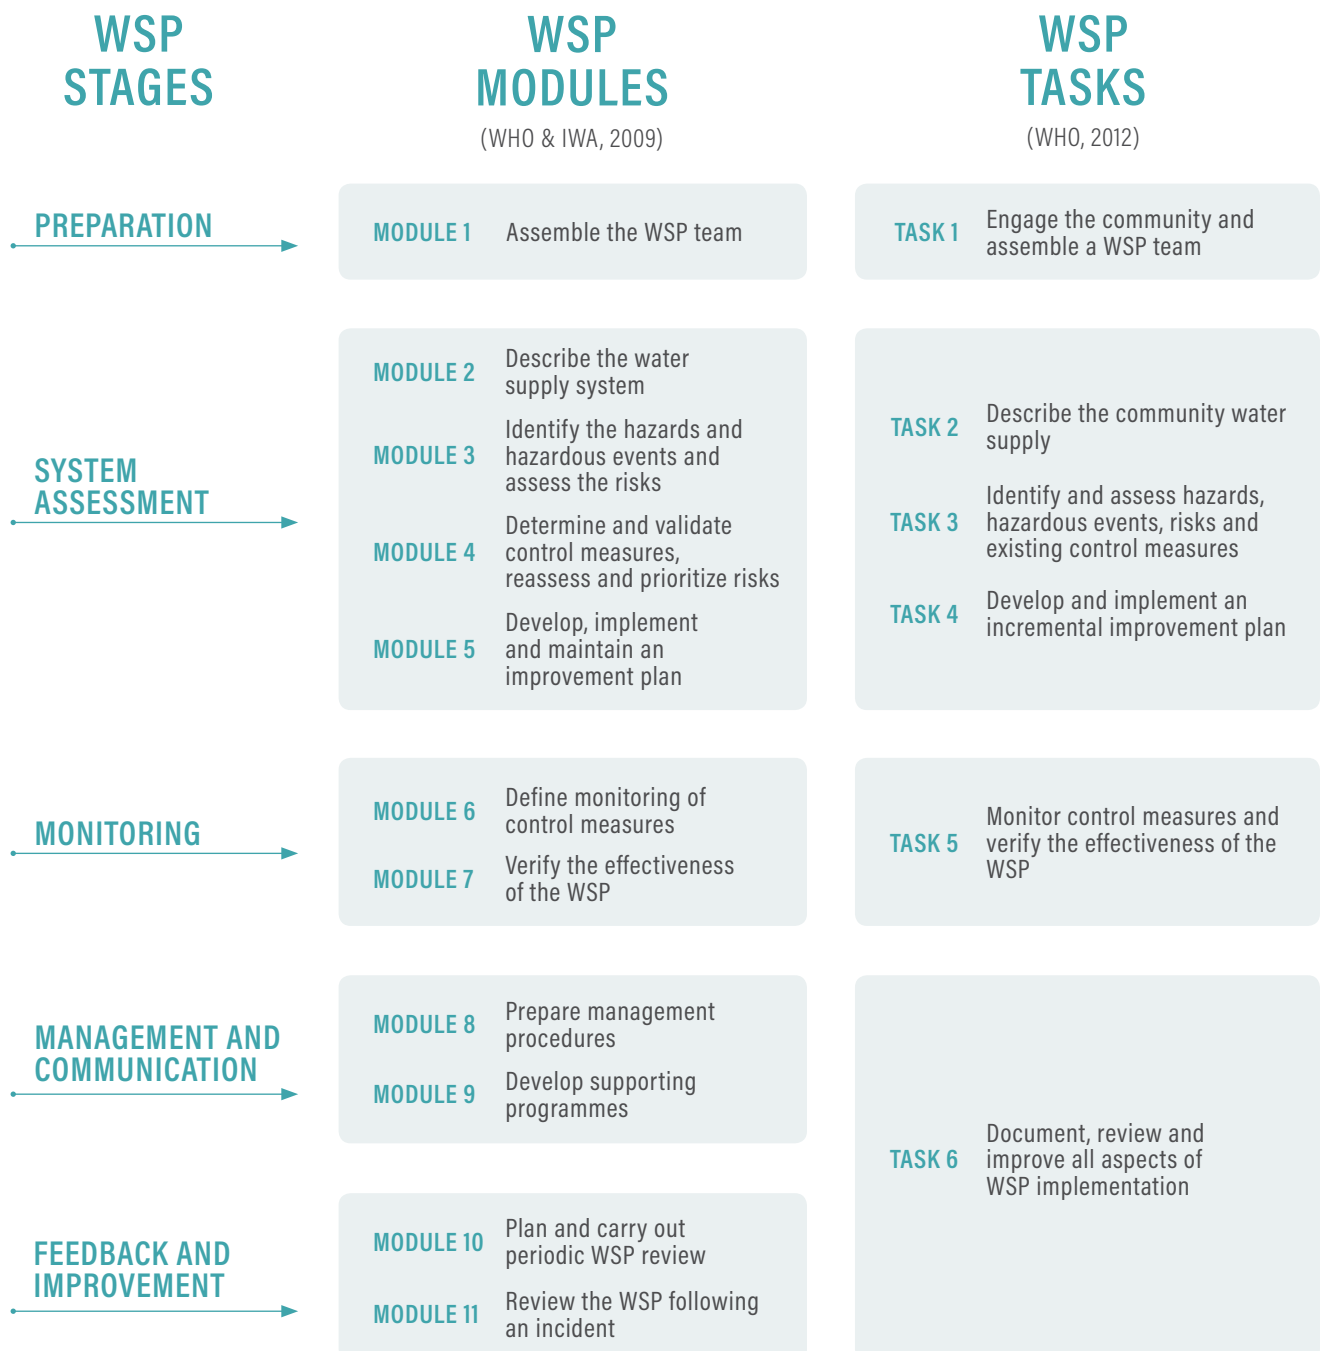 WSP
STAGES
WSP
MODULES
(WHO & IWA, 2009)
WSP
TASKS
(WHO, 2012)
PREPARATION
MODULE 1
Assemble the WSP team
TASK 1
Engage the community and
assemble a WSP team
SYSTEM
ASSESSMENT
MODULE 2
Describe the water
supply system
MODULE 3
Identify the hazards and
hazardous events and
assess the risks
MODULE 4
Determine and validate
control measures,
reassess and prioritize risks
MODULE 5
Develop, implement
and maintain an
improvement plan
TASK 2
Describe the community water
supply
TASK 3
Identify and assess hazards,
hazardous events, risks and
existing control measures
TASK 4
Develop and implement an
incremental improvement plan
MONITORING
MODULE 6
Define monitoring of
control measures
MODULE 7
Verify the effectiveness
of the WSP
TASK 5
Monitor control measures and
verify the effectiveness of the
WSP
MANAGEMENT AND
COMMUNICATION
MODULE 8
Prepare management
procedures
MODULE 9
Develop supporting
programmes
TASK 6
Document, review and
improve all aspects of
WSP implementation
FEEDBACK AND
IMPROVEMENT
MODULE 10
Plan and carry out
periodic WSP review
MODULE 11
Review the WSP following
an incident